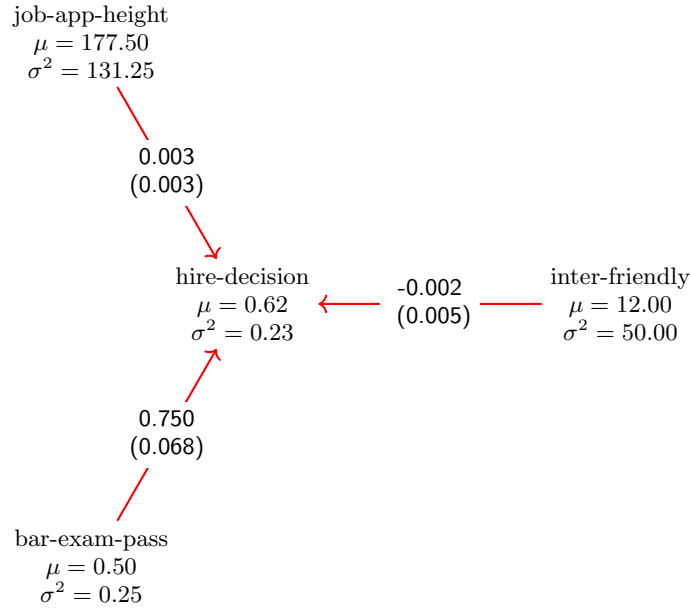 job-app-height
μ = 177.50
σ² = 131.25
0.003
(0.003)
hire-decision
μ = 0.62
σ² = 0.23
-0.002
(0.005)
inter-friendly
μ = 12.00
σ² = 50.00
0.750
(0.068)
bar-exam-pass
μ = 0.50
σ² = 0.25